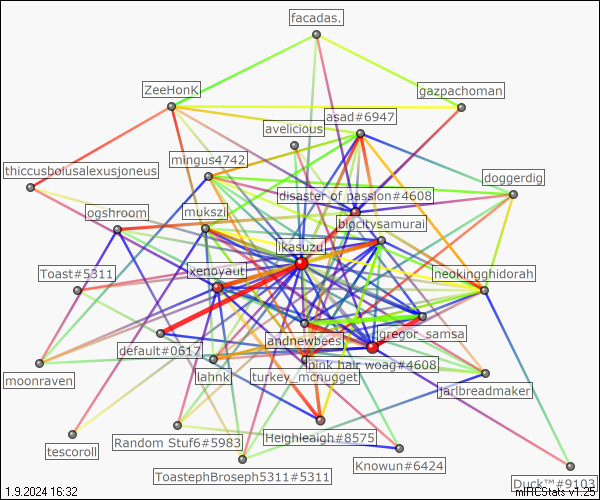 facadas.
ZeeHonK
gazpachoman
asad#6947
avelicious
mingus4742
thiccusboiusalexusjoneus
doggerdig
disaster of passion#4608
ogshroom
mukszi
bigcitysamurai
ikasuzu
Toast#5311
xenoyaut
neokingghidorah
andnewbees
gregor_samsa
default#0617
pink hair woag#4608
moonraven
lahnk
turkey_mcnugget
jarlbreadmaker
tescoroll
Random Stuf6#5983
Heighleaigh#8575
Knowun#6424
ToastephBroseph5311#5311
Duck™#9103
1.9.2024 16:32
mIRCStats v1.25